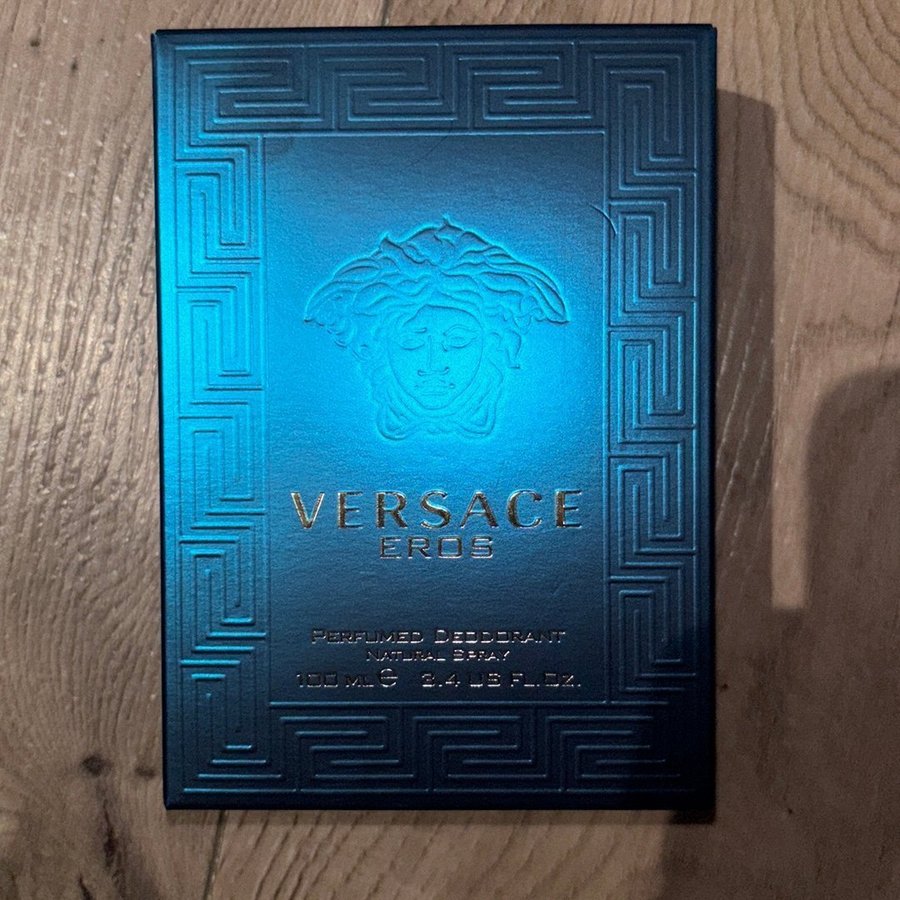 VERSACE
EROS
PERFUMED DEODORANT
NATURAL SPRAY
100 ML ℮ 3.4 US FL.OZ.